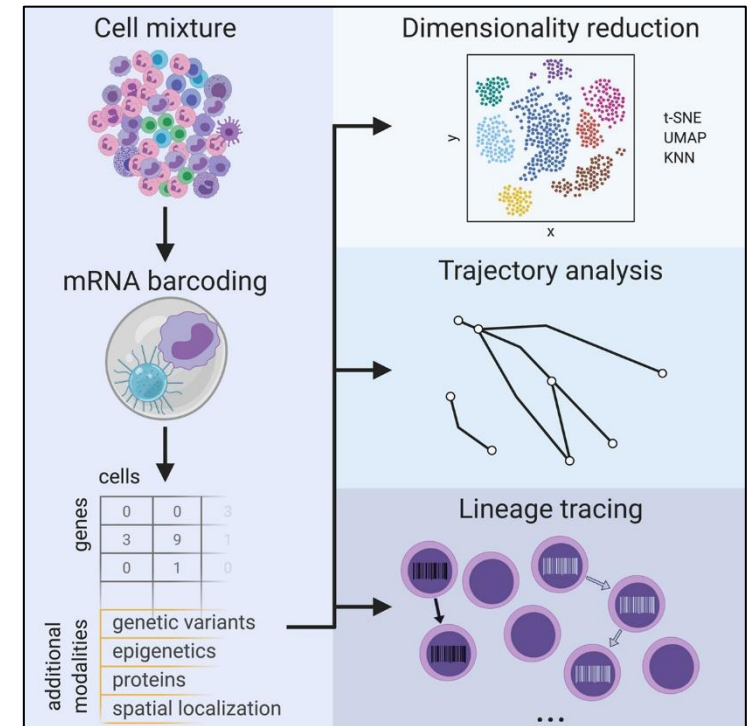 Cell mixture
mRNA barcoding
cells
genes
0 0 3
3 9 1
0 1 0
additional modalities
genetic variants
epigenetics
proteins
spatial localization
Dimensionality reduction
y
x
t-SNE
UMAP
KNN
Trajectory analysis
Lineage tracing
...